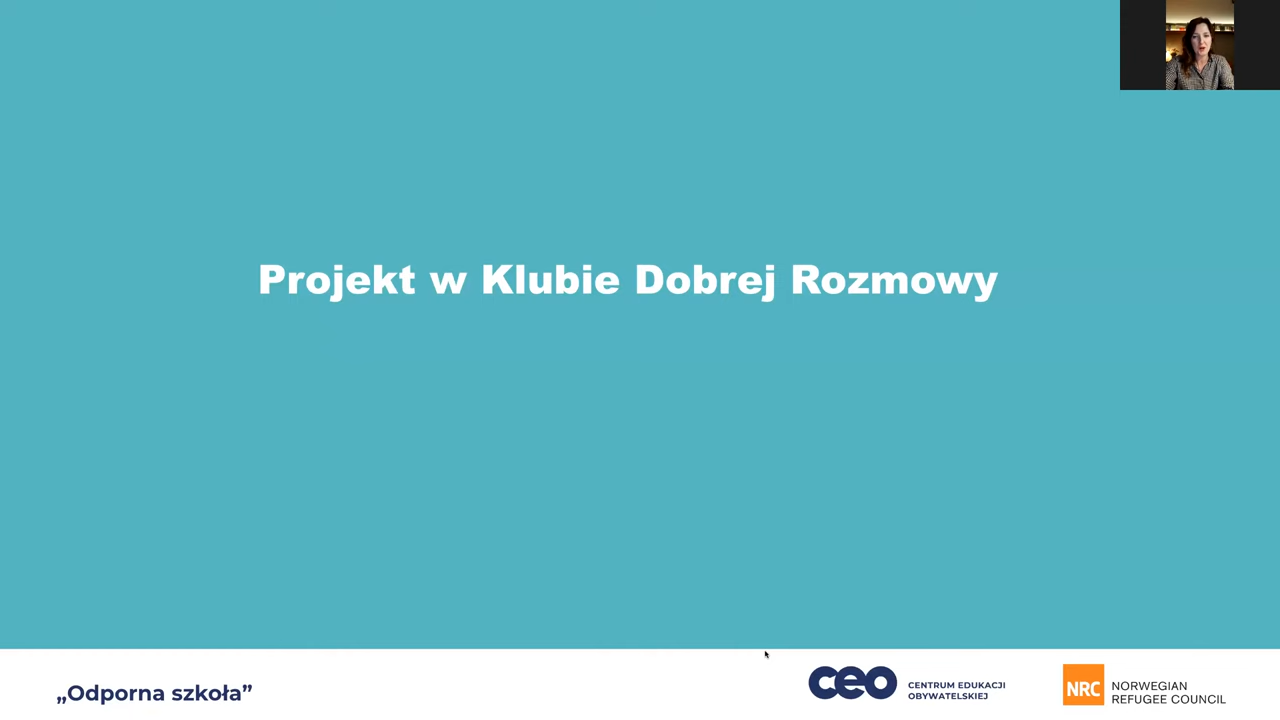 Projekt w Klubie Dobrej Rozmowy
„Odporna szkoła”
ceo
CENTRUM EDUKACJI
OBYWATELSKIEJ
NRC
NORWEGIAN
REFUGEE COUNCIL